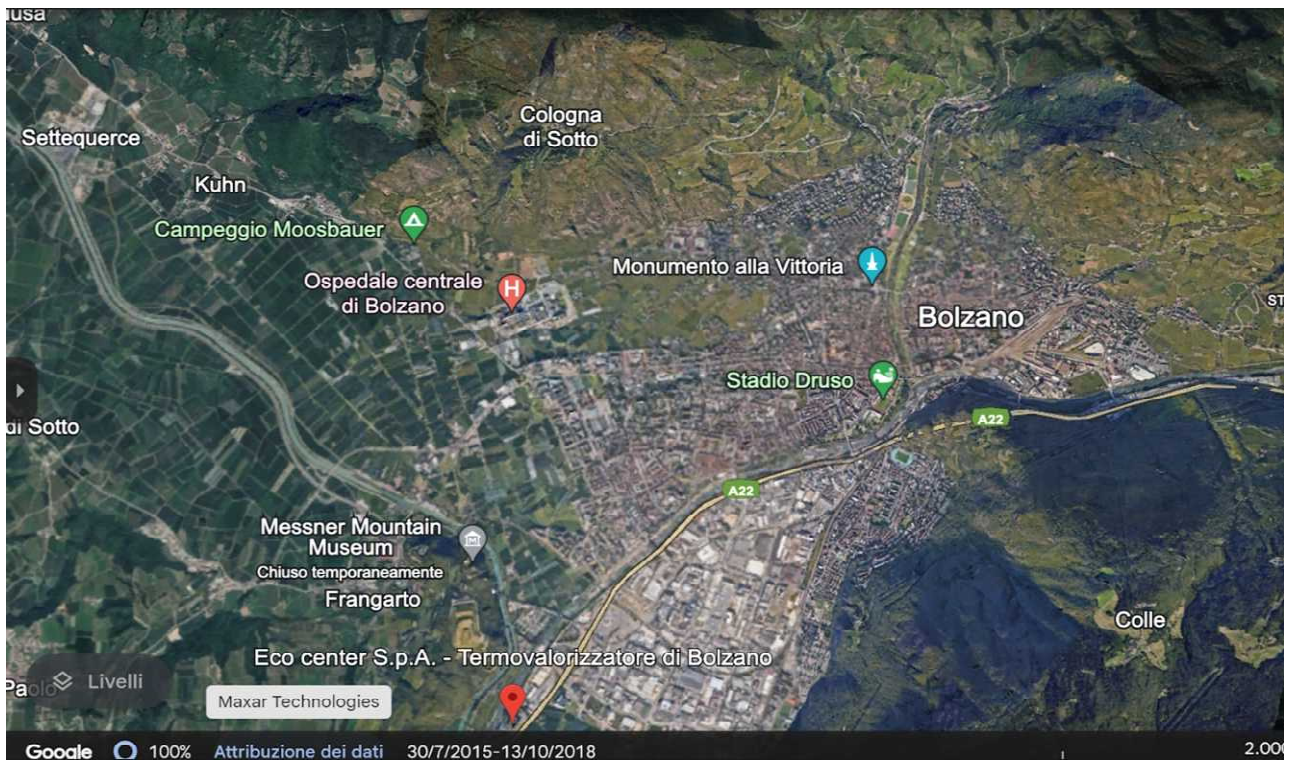 Settequerce
Cologna
di Sotto
Kuhn
Campeggio Moosbauer
Ospedale centrale
di Bolzano
H
Monumento alla Vittoria
Bolzano
ST
Stadio Druso
A22
di Sotto
A22
Messner Mountain
Museum
Chiuso temporaneamente
Frangarto
Colle
Eco center S.p.A. - Termovalorizzatore di Bolzano
Paolo
Livelli
Maxar Technologies
Google 100% Attribuzione dei dati 30/7/2015-13/10/2018